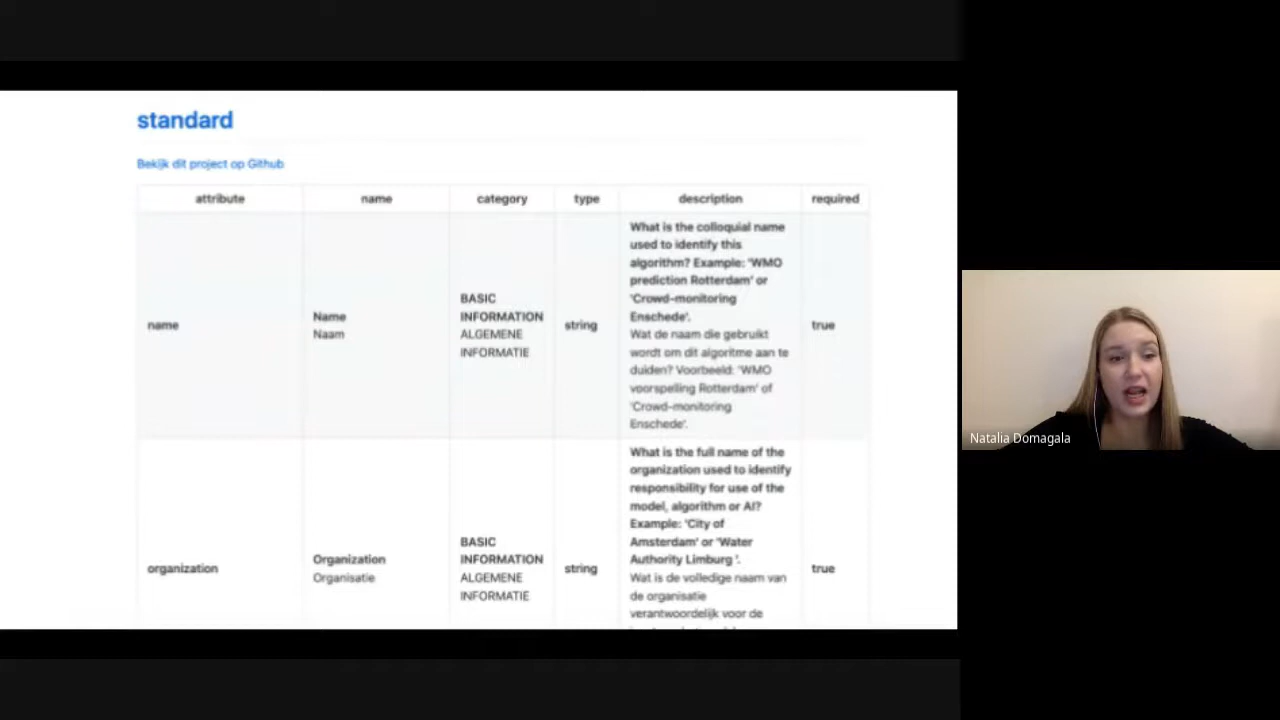 standard
Bekijk dit project op Github
attribute name category type description required
name
Name
Naam
BASIC
INFORMATION
ALGEMENE
INFORMATIE
string
What is the colloquial name
used to identify this
algorithm? Example: 'WMO
prediction Rotterdam' or
'Crowd-monitoring
Enschede'.
Wat de naam die gebruikt
wordt om dit algoritme aan te
duiden? Voorbeeld: 'WMO
voorspelling Rotterdam' of
'Crowd-monitoring
Enschede'.
true
organization
Organization
Organisatie
BASIC
INFORMATION
ALGEMENE
INFORMATIE
string
What is the full name of the
organization used to identify
responsibility for use of the
model, algorithm or AI?
Example: 'City of
Amsterdam' or 'Water
Authority Limburg '.
Wat is de volledige naam van
de organisatie
verantwoordelijk voor de
true
Natalia Domagala